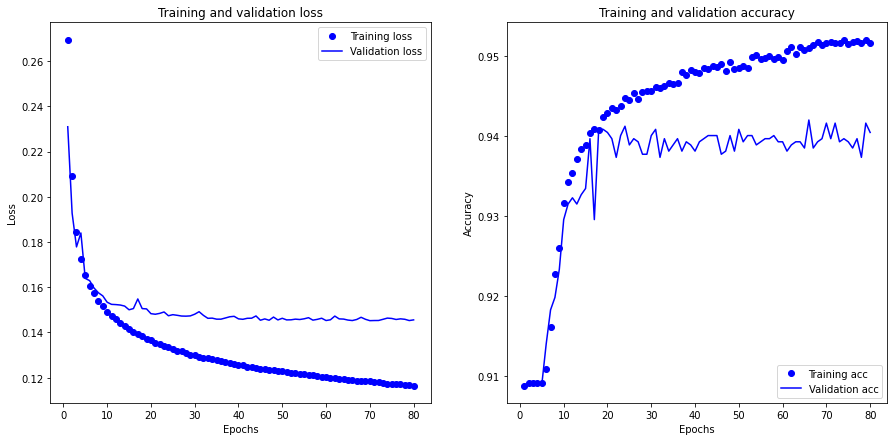 Training and validation loss
Training loss
Validation loss
0.26
0.24
0.22
0.20
0.18
0.16
0.14
0.12
Loss
0 10 20 30 40 50 60 70 80
Epochs
Training and validation accuracy
0.95
0.94
0.93
0.92
0.91
Accuracy
Training acc
Validation acc
0 10 20 30 40 50 60 70 80
Epochs